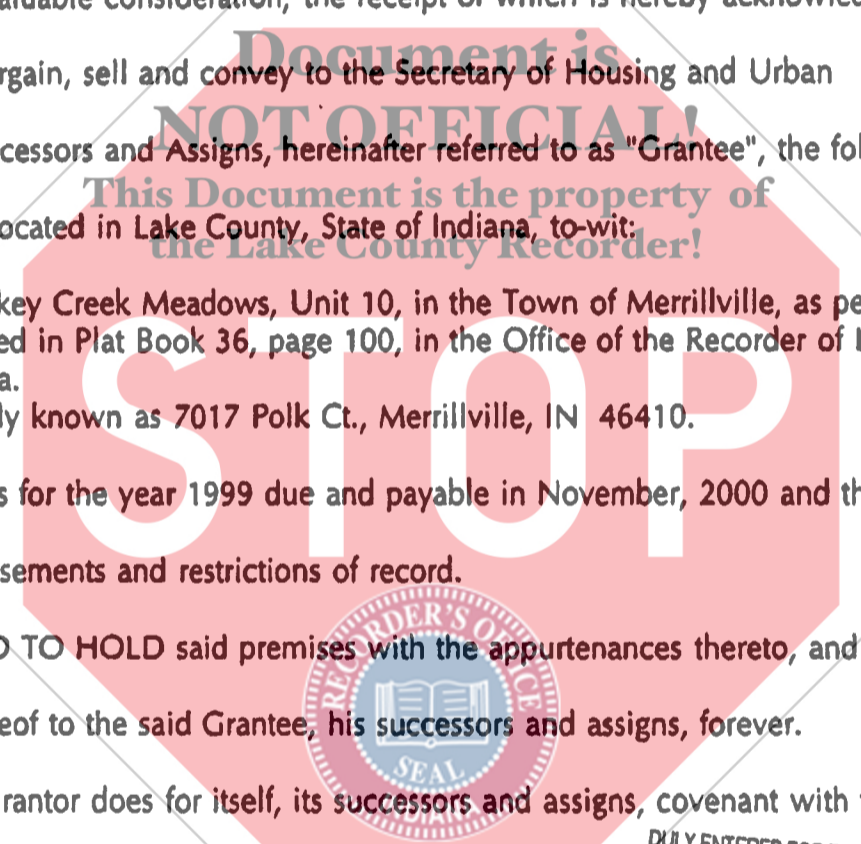 valuable consideration, the receipt of which is hereby acknowled
Document is
rgain, sell and convey to the Secretary of Housing and Urban
NOT OFFICIAL!
cessors and Assigns, hereinafter referred to as "Grantee", the fol
This Document is the property of
ocated in Lake County, State of Indiana, to-wit:
the Lake County Recorder!
key Creek Meadows, Unit 10, in the Town of Merrillville, as pe
ed in Plat Book 36, page 100, in the Office of the Recorder of L
a.
ly known as 7017 Polk Ct., Merrillville, IN 46410.
STOP
s for the year 1999 due and payable in November, 2000 and th
sements and restrictions of record.
RECORDER'S OFFICE
D TO HOLD said premises with the appurtenances thereto, and
eof to the said Grantee, his successors and assigns, forever.
SEAL
rantor does for itself, its successors and assigns, covenant with
INDIANA
DULY ENTERED